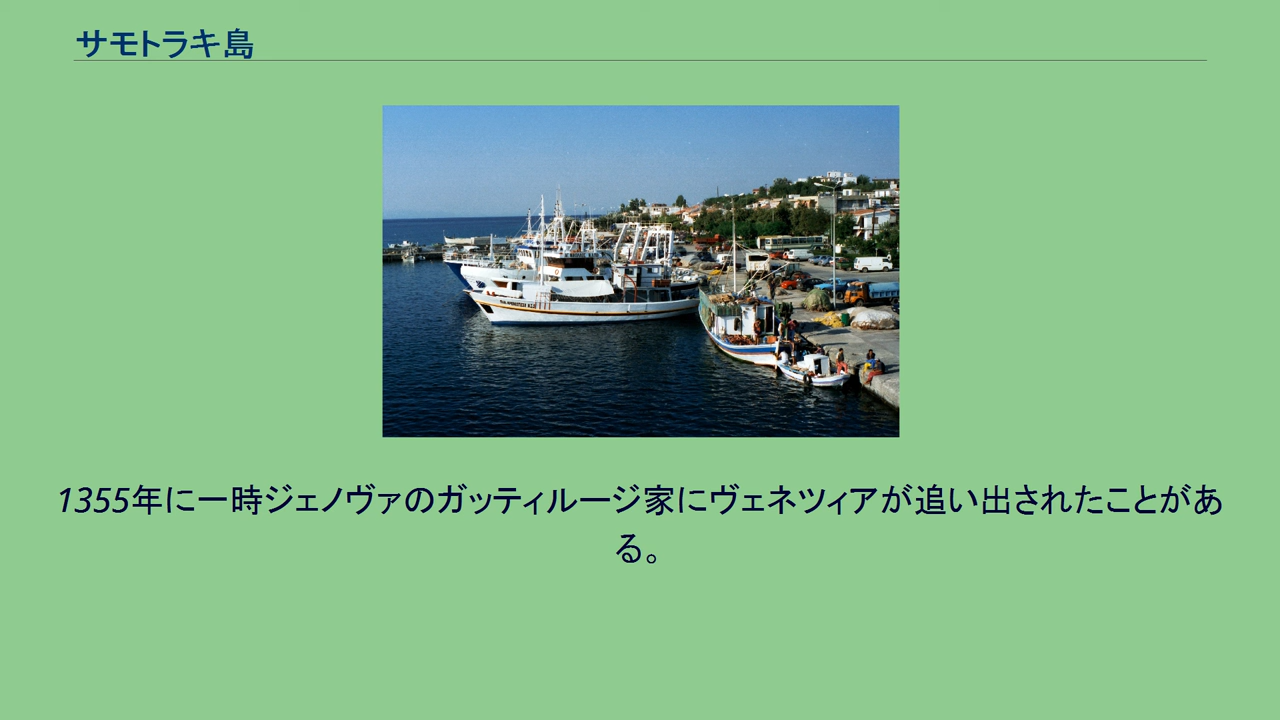 サモトラキ島
1355年に一時ジェノヴァのガッティルージ家にヴェネツィアが追い出されたことがあ
る。